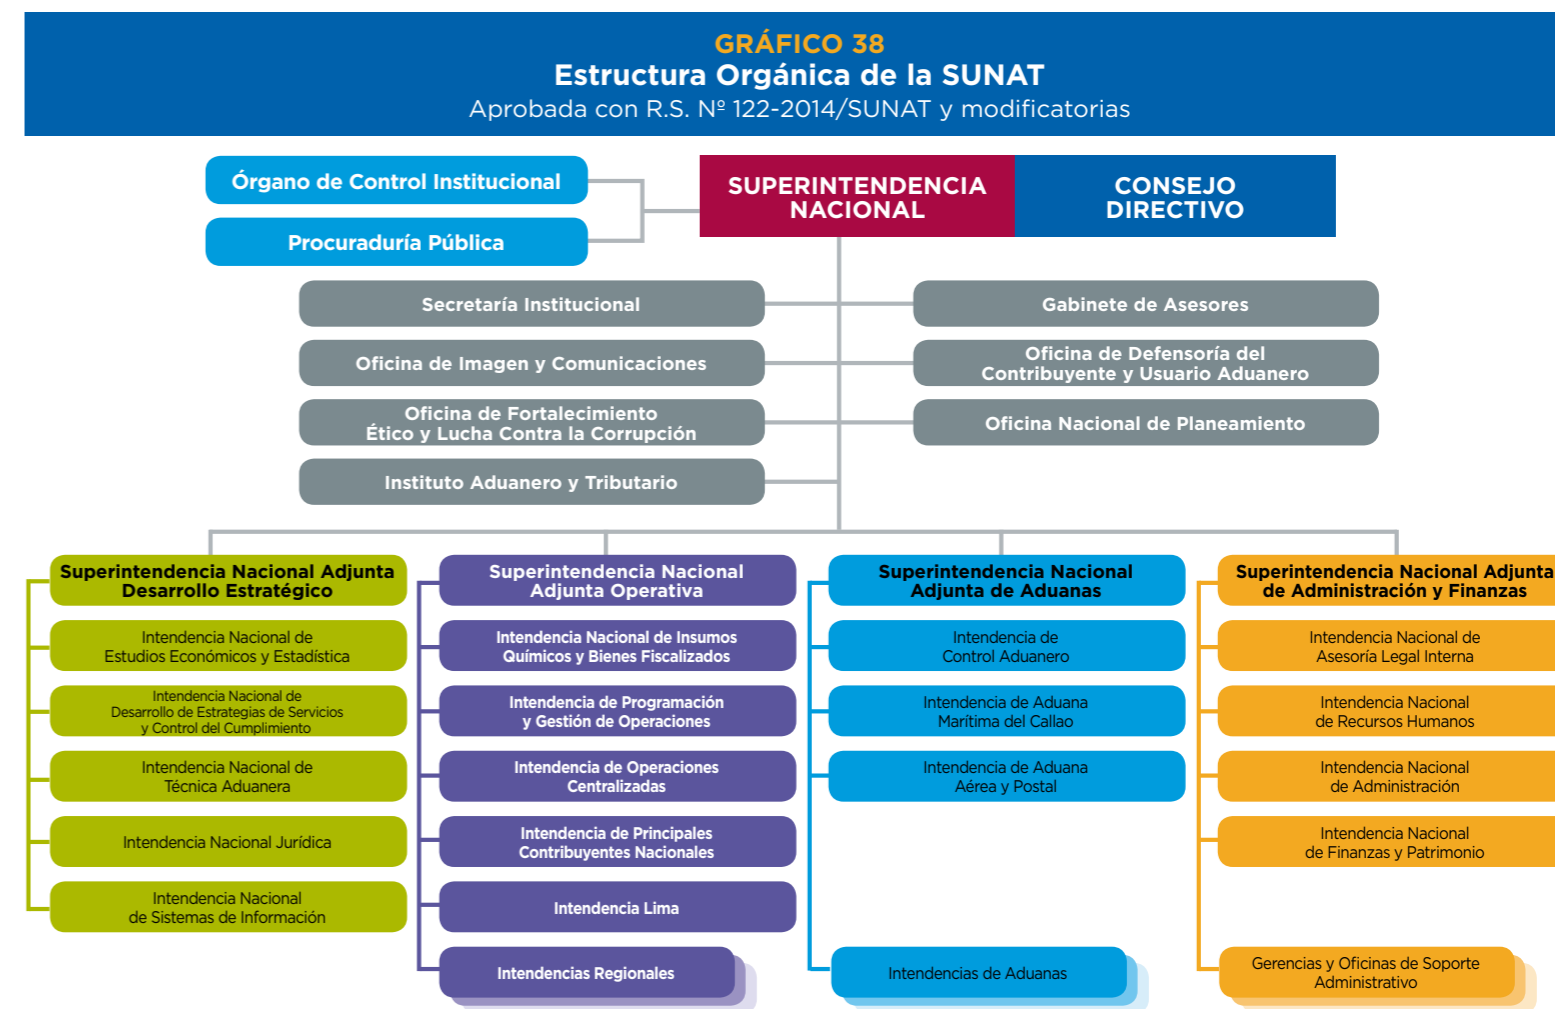 GRÁFICO 38
Estructura Orgánica de la SUNAT
Aprobada con R.S. Nº 122-2014/SUNAT y modificatorias
Órgano de Control Institucional
Procuraduría Pública
SUPERINTENDENCIA
NACIONAL
CONSEJO
DIRECTIVO
Secretaría Institucional
Gabinete de Asesores
Oficina de Imagen y Comunicaciones
Oficina de Defensoría del
Contribuyente y Usuario Aduanero
Oficina de Fortalecimiento
Ético y Lucha Contra la Corrupción
Oficina Nacional de Planeamiento
Instituto Aduanero y Tributario
Superintendencia Nacional Adjunta
Desarrollo Estratégico
Intendencia Nacional de
Estudios Económicos y Estadística
Intendencia Nacional de
Desarrollo de Estrategias de Servicios
y Control del Cumplimiento
Intendencia Nacional de
Técnica Aduanera
Intendencia Nacional Jurídica
Intendencia Nacional
de Sistemas de Información
Superintendencia Nacional
Adjunta Operativa
Intendencia Nacional de Insumos
Químicos y Bienes Fiscalizados
Intendencia de Programación
y Gestión de Operaciones
Intendencia de Operaciones
Centralizadas
Intendencia de Principales
Contribuyentes Nacionales
Intendencia Lima
Intendencias Regionales
Superintendencia Nacional
Adjunta de Aduanas
Intendencia de
Control Aduanero
Intendencia de Aduana
Marítima del Callao
Intendencia de Aduana
Aérea y Postal
Intendencias de Aduanas
Superintendencia Nacional Adjunta
de Administración y Finanzas
Intendencia Nacional de
Asesoría Legal Interna
Intendencia Nacional
de Recursos Humanos
Intendencia Nacional
de Administración
Intendencia Nacional
de Finanzas y Patrimonio
Gerencias y Oficinas de Soporte
Administrativo